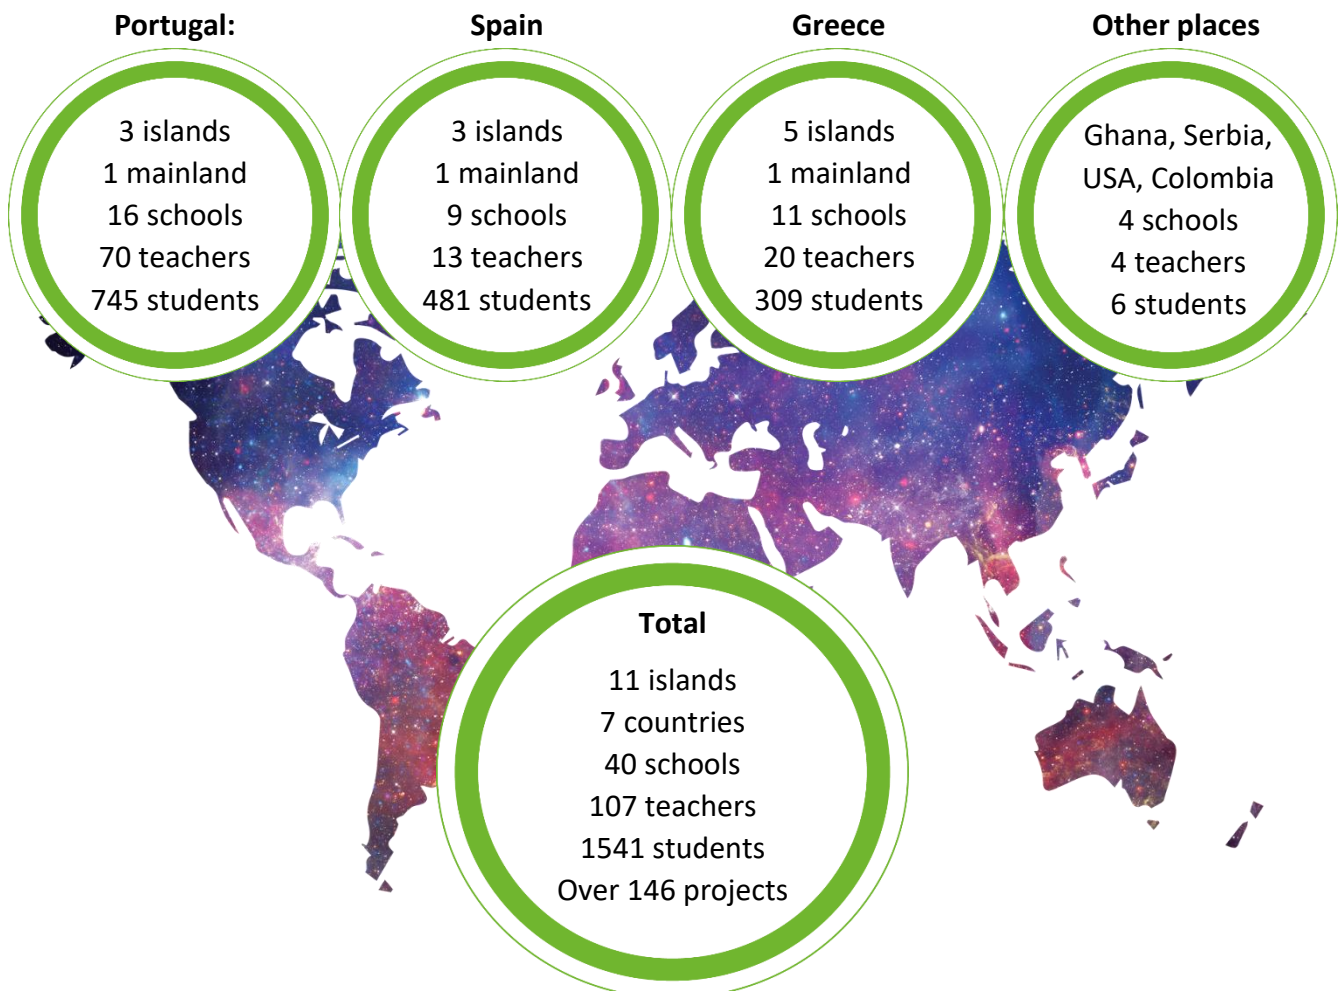 Portugal:
3 islands
1 mainland
16 schools
70 teachers
745 students
Spain
3 islands
1 mainland
9 schools
13 teachers
481 students
Greece
5 islands
1 mainland
11 schools
20 teachers
309 students
Other places
Ghana, Serbia,
USA, Colombia
4 schools
4 teachers
6 students
Total
11 islands
7 countries
40 schools
107 teachers
1541 students
Over 146 projects